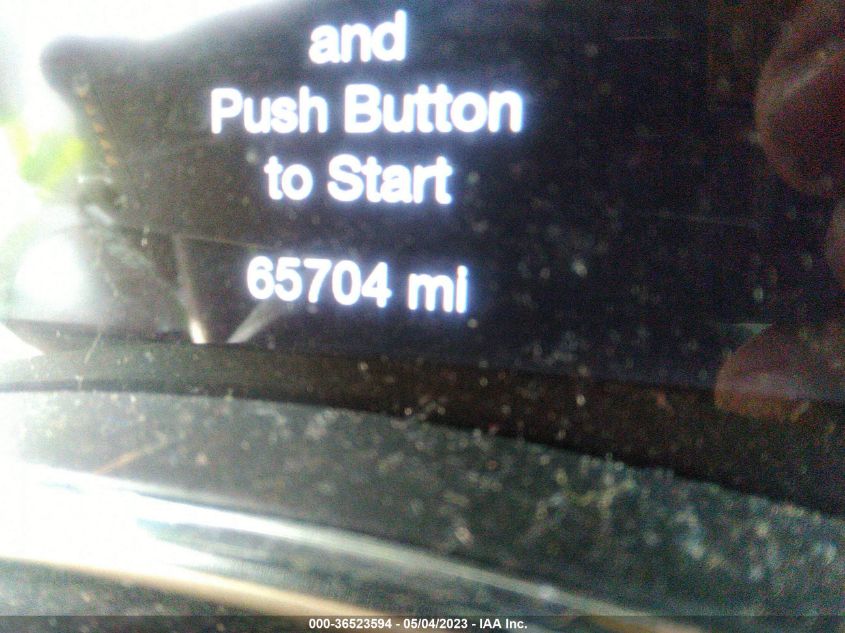 and
Push Button
to Start
65704 mi
000-36523594 - 05/04/2023 - IAA Inc.